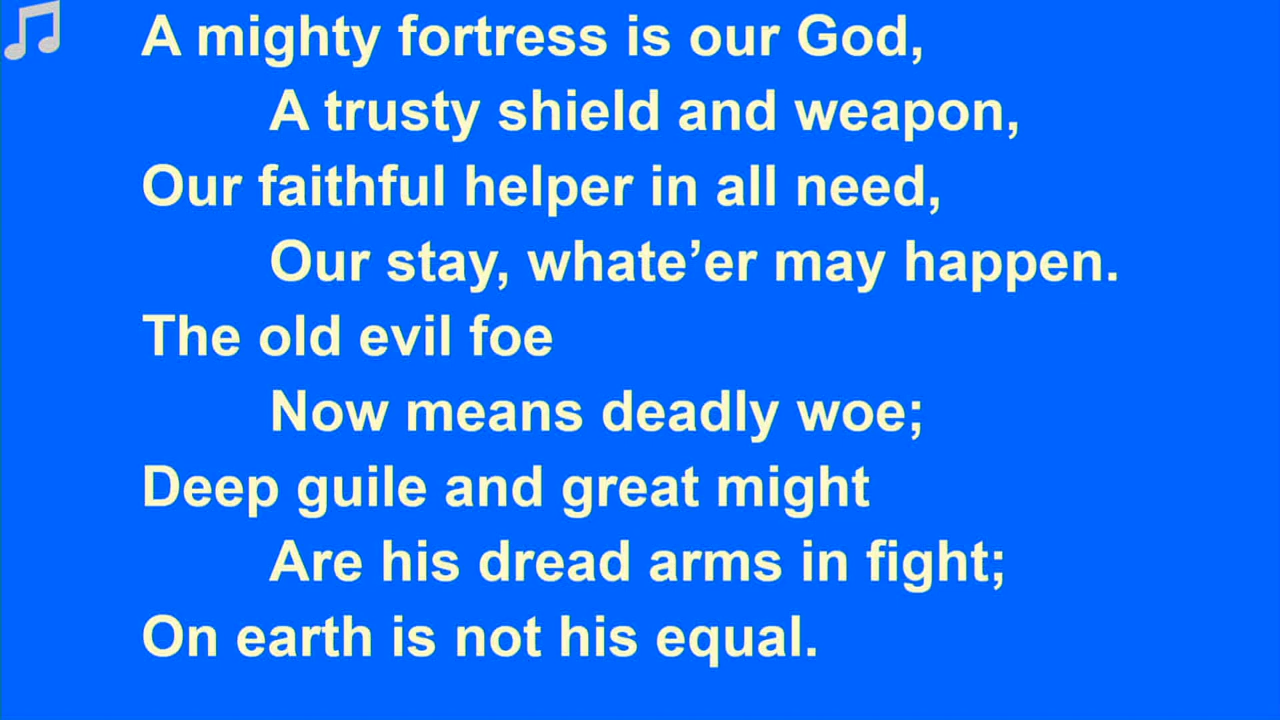 A mighty fortress is our God,
A trusty shield and weapon,
Our faithful helper in all need,
Our stay, whate’er may happen.
The old evil foe
Now means deadly woe;
Deep guile and great might
Are his dread arms in fight;
On earth is not his equal.